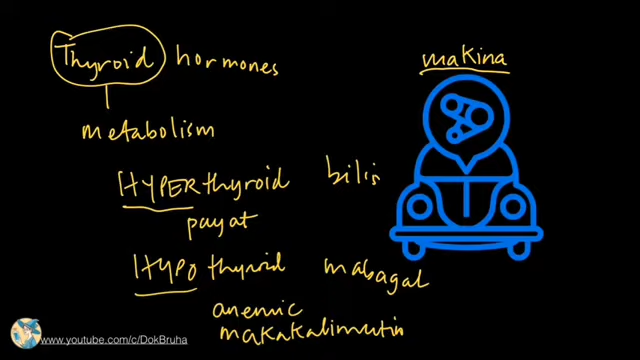 Thyroid hormones
makina
metabolism
HYPERthyroid bilis
payat
HYPOthyroid mabagal
anemic
makakalimutin
www.youtube.com/c/DokBruha